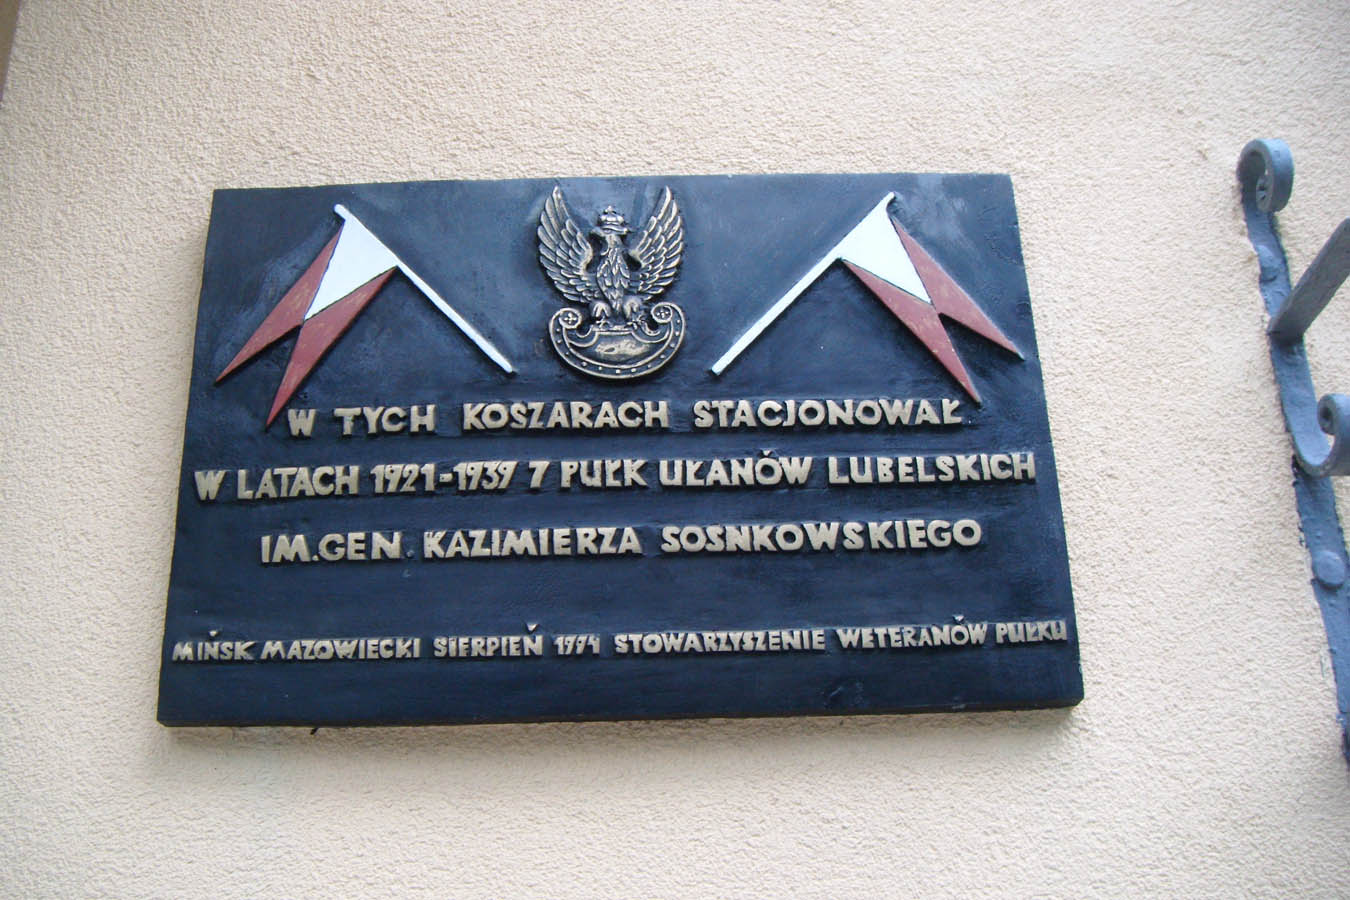 W TYCH KOSZARACH STACJONOWAŁ
W LATACH 1921-1939 7 PUŁK UŁANÓW LUBELSKICH
IM.GEN. KAZIMIERZA SOSNKOWSKIEGO
MIŃSK MAZOWIECKI SIERPIEŃ 1994 STOWARZYSZENIE WETERANÓW PUŁKU